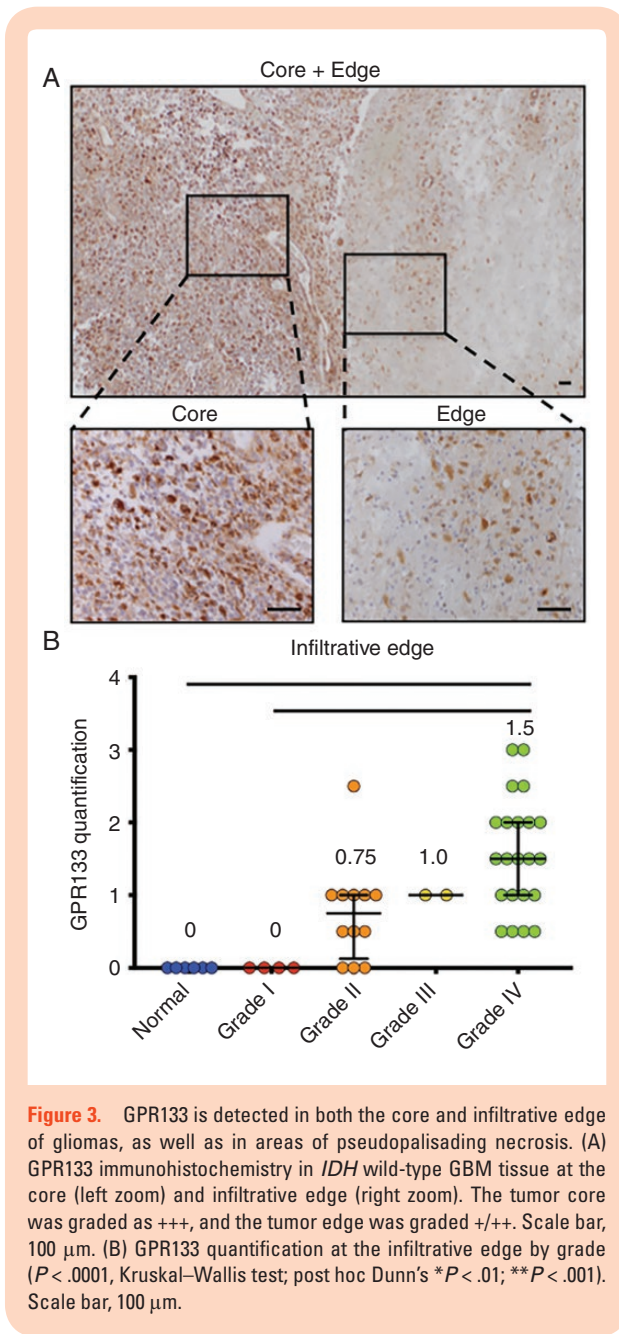 A
Core + Edge
Core
Edge
B
Infiltrative edge
GPR133 quantification
4
3
2
1
0
0
0
0.75
1.0
1.5
Normal
Grade I
Grade II
Grade III
Grade IV
Figure 3. GPR133 is detected in both the core and infiltrative edge
of gliomas, as well as in areas of pseudopalisading necrosis. (A)
GPR133 immunohistochemistry in IDH wild-type GBM tissue at the
core (left zoom) and infiltrative edge (right zoom). The tumor core
was graded as +++, and the tumor edge was graded +/++. Scale bar,
100 μm. (B) GPR133 quantification at the infiltrative edge by grade
(P < .0001, Kruskal–Wallis test; post hoc Dunn's *P < .01; **P < .001).
Scale bar, 100 μm.